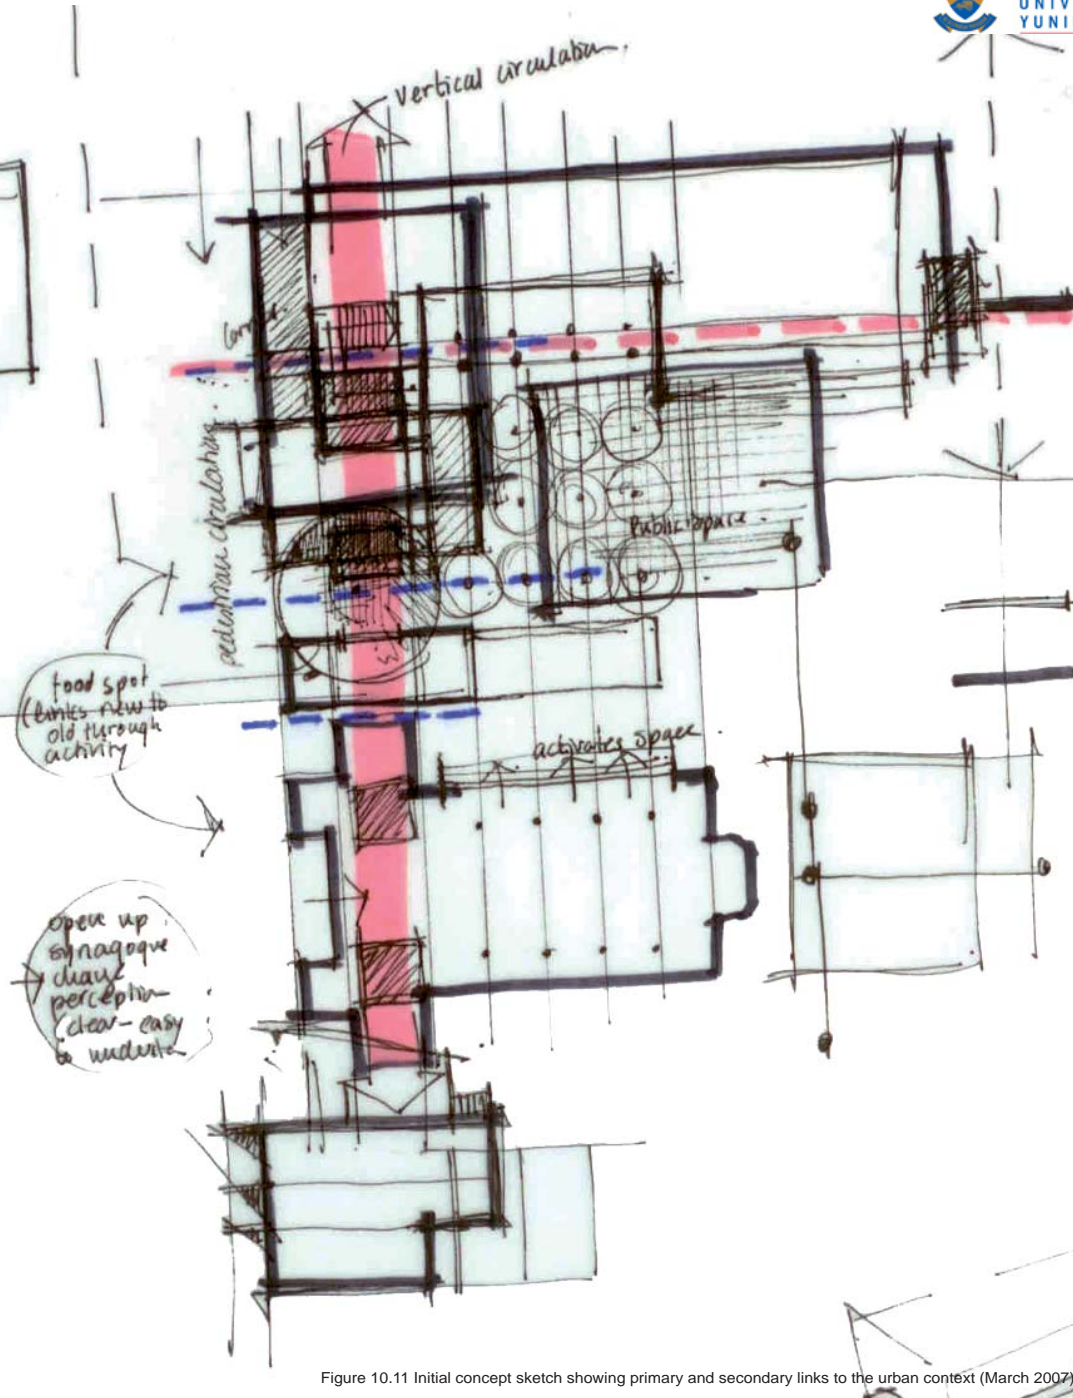 UNIV
YUNI
vertical circulation.
pedestrian circulation.
Public space.
food spot
(links new to
old through
activity
activates space
open up
synagogue
change
perception
(clear - easy
to
Figure 10.11 Initial concept sketch showing primary and secondary links to the urban context (March 2007)